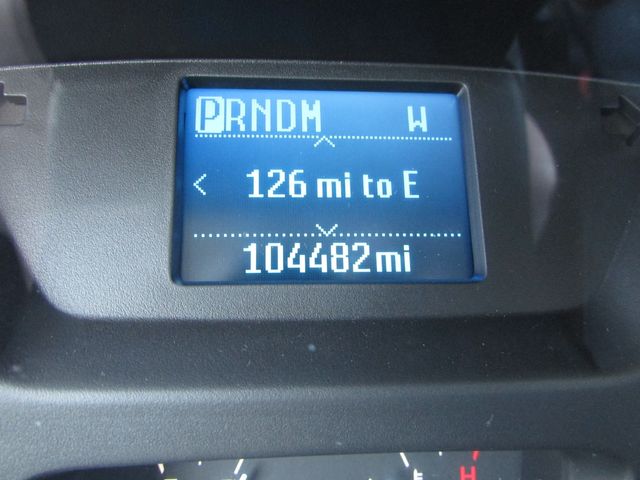 PRNDM W
126 mi to E
104482mi
H